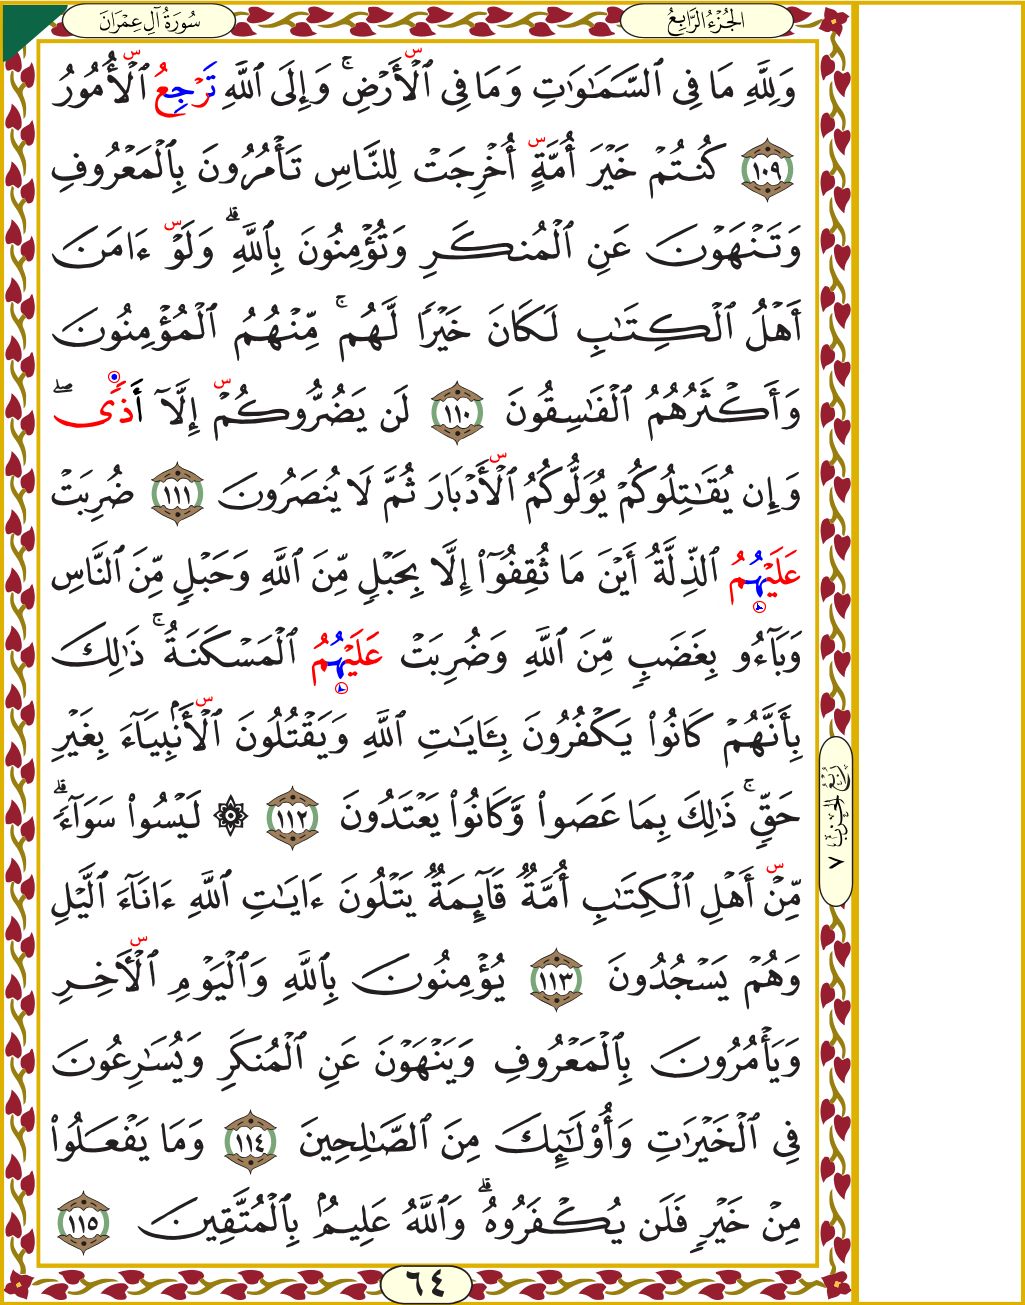 سُورَةُ آلِ عِمْرَان
الجُزْءُ الرَّابِعُ
وَلِلَّهِ مَا فِي ٱلسَّمَٰوَٰتِ وَمَا فِي ٱلْأَرْضِ ۚ وَإِلَى ٱللَّهِ تَرْجِعُ ٱلْأُمُورُ
١٠٩ كُنتُمْ خَيْرَ أُمَّةٍ أُخْرِجَتْ لِلنَّاسِ تَأْمُرُونَ بِٱلْمَعْرُوفِ
وَتَنْهَوْنَ عَنِ ٱلْمُنكَرِ وَتُؤْمِنُونَ بِٱللَّهِ ۗ وَلَوْ ءَامَنَ
أَهْلُ ٱلْكِتَٰبِ لَكَانَ خَيْرًا لَّهُم ۚ مِّنْهُمُ ٱلْمُؤْمِنُونَ
وَأَكْثَرُهُمُ ٱلْفَٰسِقُونَ ١١٠ لَن يَضُرُّوكُمْ إِلَّآ أَذًى ۖ
وَإِن يُقَٰتِلُوكُمْ يُوَلُّوكُمُ ٱلْأَدْبَارَ ثُمَّ لَا يُنصَرُونَ ١١١ ضُرِبَتْ
عَلَيْهُمُ ٱلذِّلَّةُ أَيْنَ مَا ثُقِفُوٓا۟ إِلَّا بِحَبْلٍ مِّنَ ٱللَّهِ وَحَبْلٍ مِّنَ ٱلنَّاسِ
وَبَآءُو بِغَضَبٍ مِّنَ ٱللَّهِ وَضُرِبَتْ عَلَيْهُمُ ٱلْمَسْكَنَةُ ۚ ذَٰلِكَ
بِأَنَّهُمْ كَانُوا۟ يَكْفُرُونَ بِـَٔايَٰتِ ٱللَّهِ وَيَقْتُلُونَ ٱلْأَنۢبِيَآءَ بِغَيْرِ
حَقٍّ ۚ ذَٰلِكَ بِمَا عَصَوا۟ وَّكَانُوا۟ يَعْتَدُونَ ١١٢ ۞ لَيْسُوا۟ سَوَآءً ۗ
مِّنْ أَهْلِ ٱلْكِتَٰبِ أُمَّةٌ قَآئِمَةٌ يَتْلُونَ ءَايَٰتِ ٱللَّهِ ءَانَآءَ ٱلَّيْلِ
وَهُمْ يَسْجُدُونَ ١١٣ يُؤْمِنُونَ بِٱللَّهِ وَٱلْيَوْمِ ٱلْـَٔاخِرِ
وَيَأْمُرُونَ بِٱلْمَعْرُوفِ وَيَنْهَوْنَ عَنِ ٱلْمُنكَرِ وَيُسَٰرِعُونَ
فِي ٱلْخَيْرَٰتِ وَأُو۟لَٰٓئِكَ مِنَ ٱلصَّٰلِحِينَ ١١٤ وَمَا يَفْعَلُوا۟
مِنْ خَيْرٍ فَلَن يُكْفَرُوهُ ۗ وَٱللَّهُ عَلِيمٌۢ بِٱلْمُتَّقِينَ ١١٥
رُبْعُ الحِزْبِ ٧
٦٤